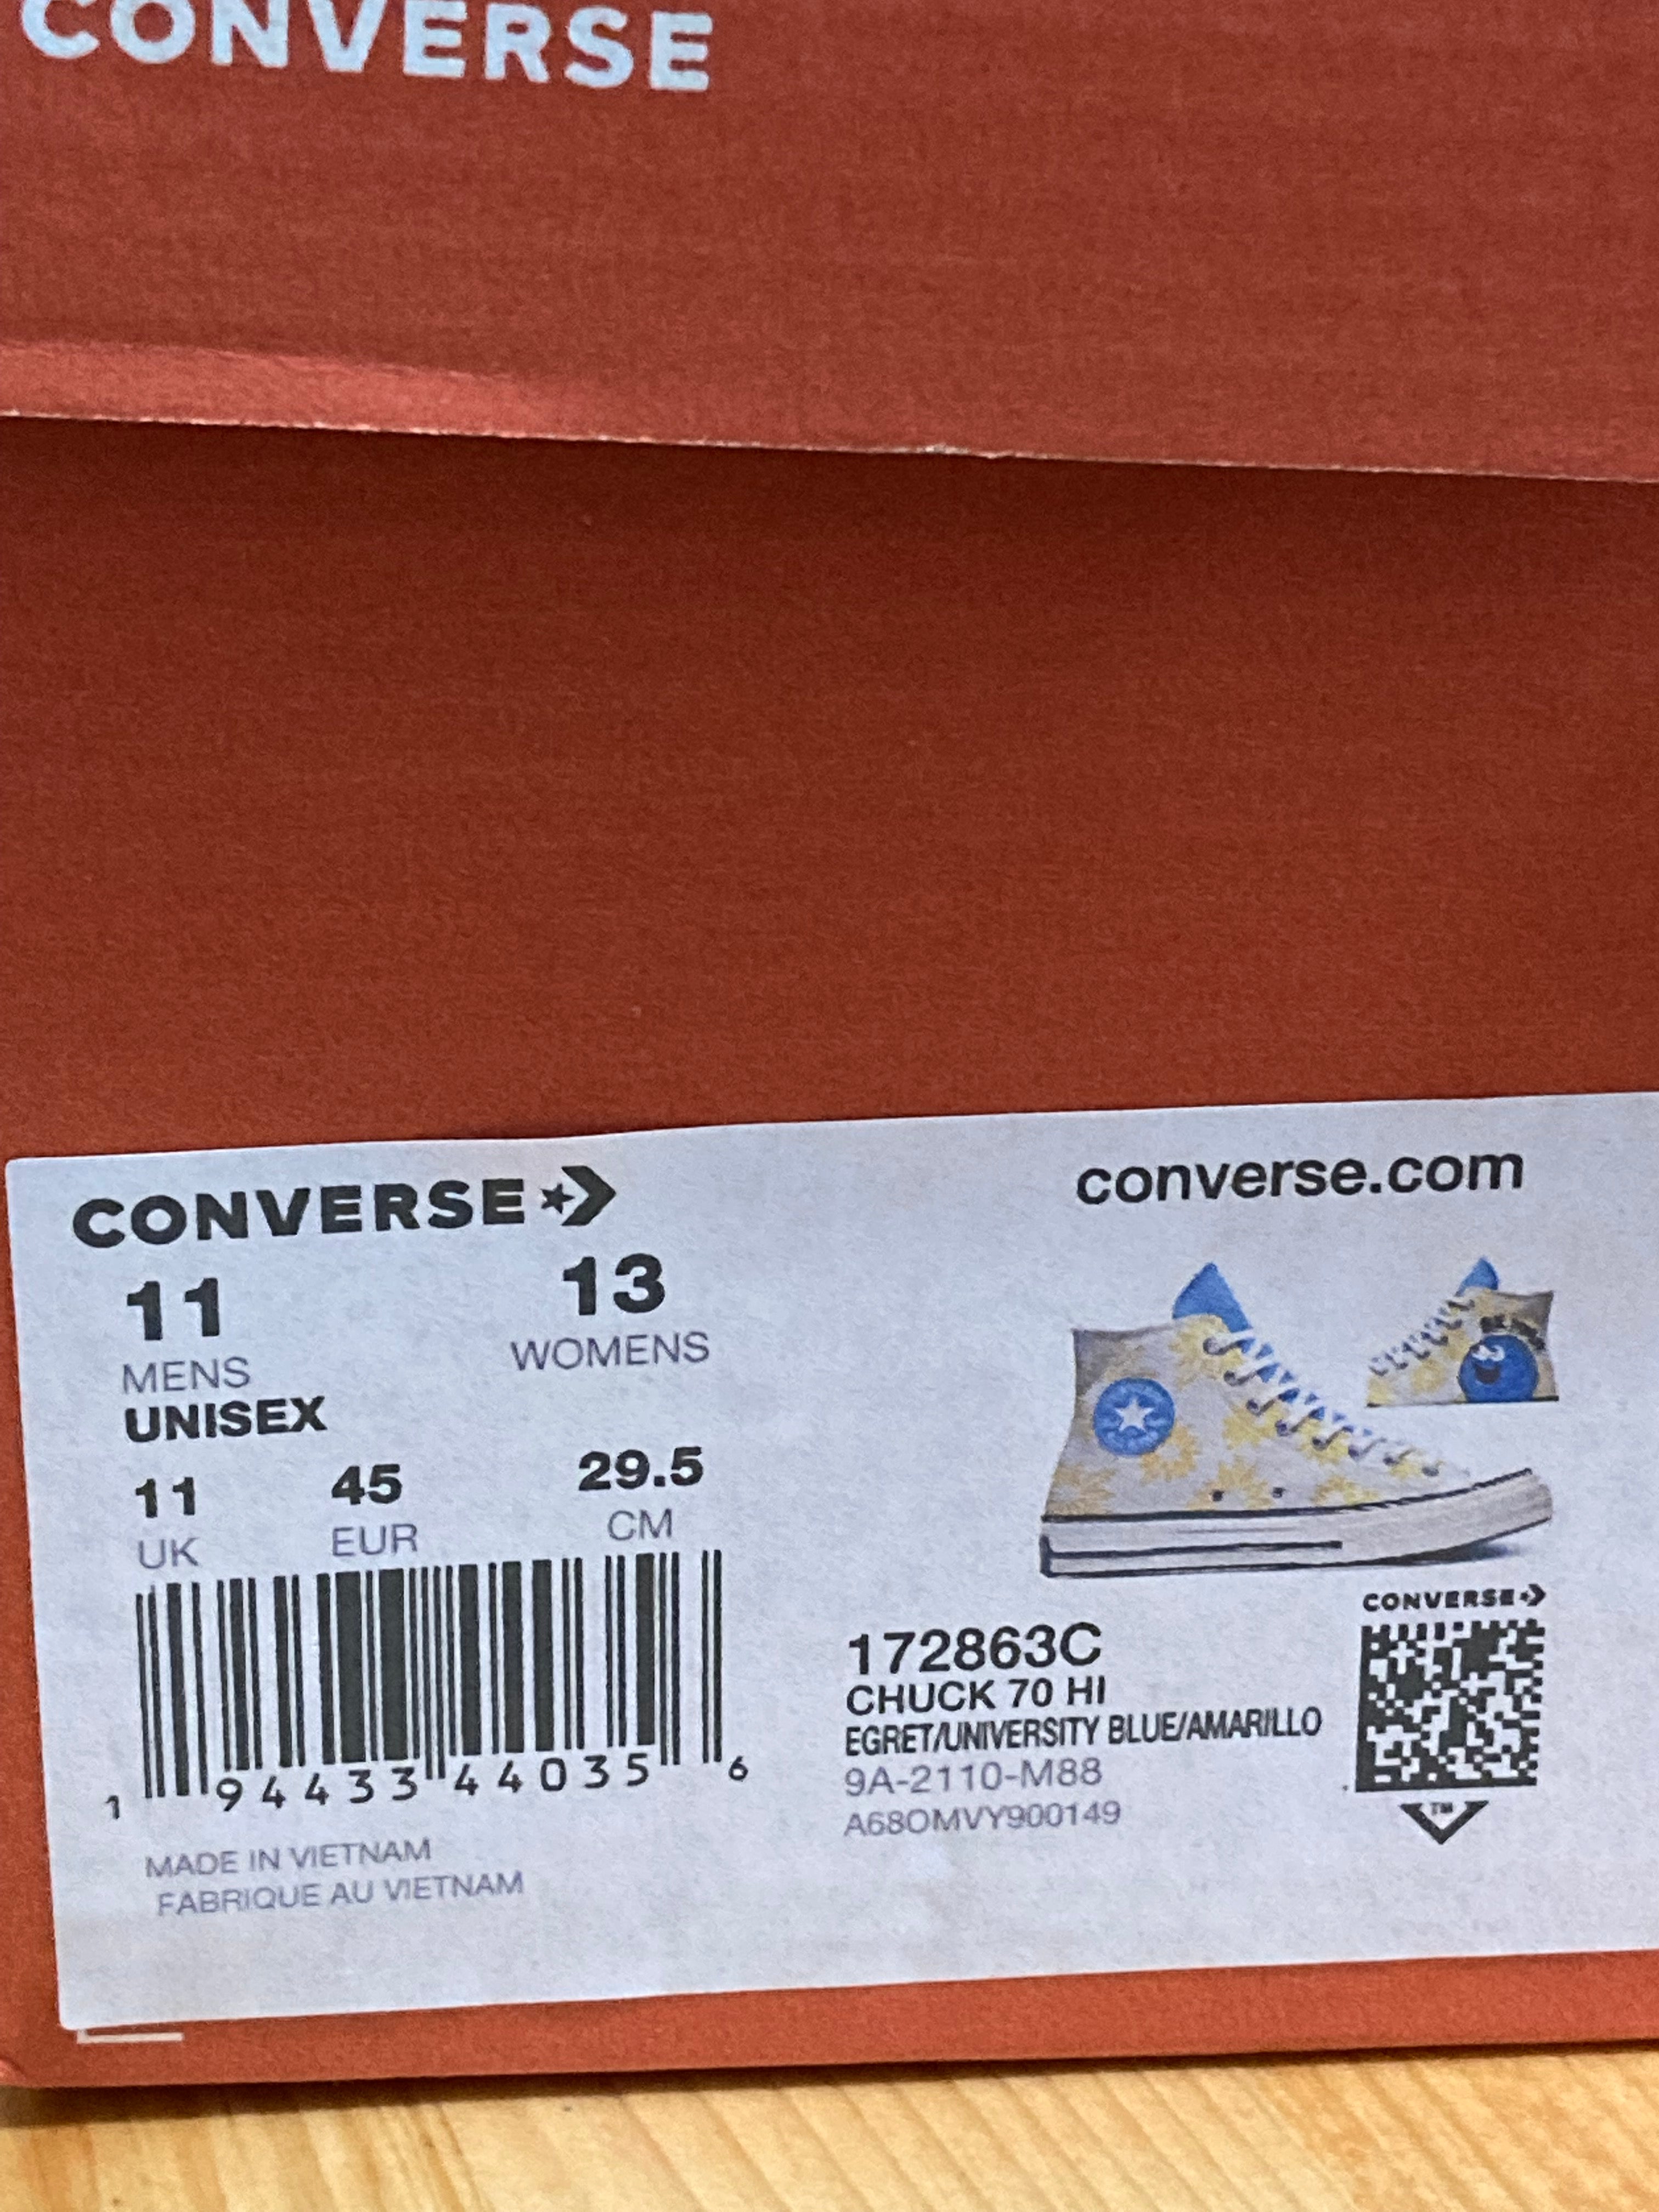 CONVERSE
CONVERSE
converse.com
11 13
MENS WOMENS
UNISEX
11 45 29.5
UK EUR CM
1 94433 44035 6
MADE IN VIETNAM
FABRIQUE AU VIETNAM
172863C
CHUCK 70 HI
EGRET/UNIVERSITY BLUE/AMARILLO
9A-2110-M88
A68OMVY900149
CONVERSE
TM